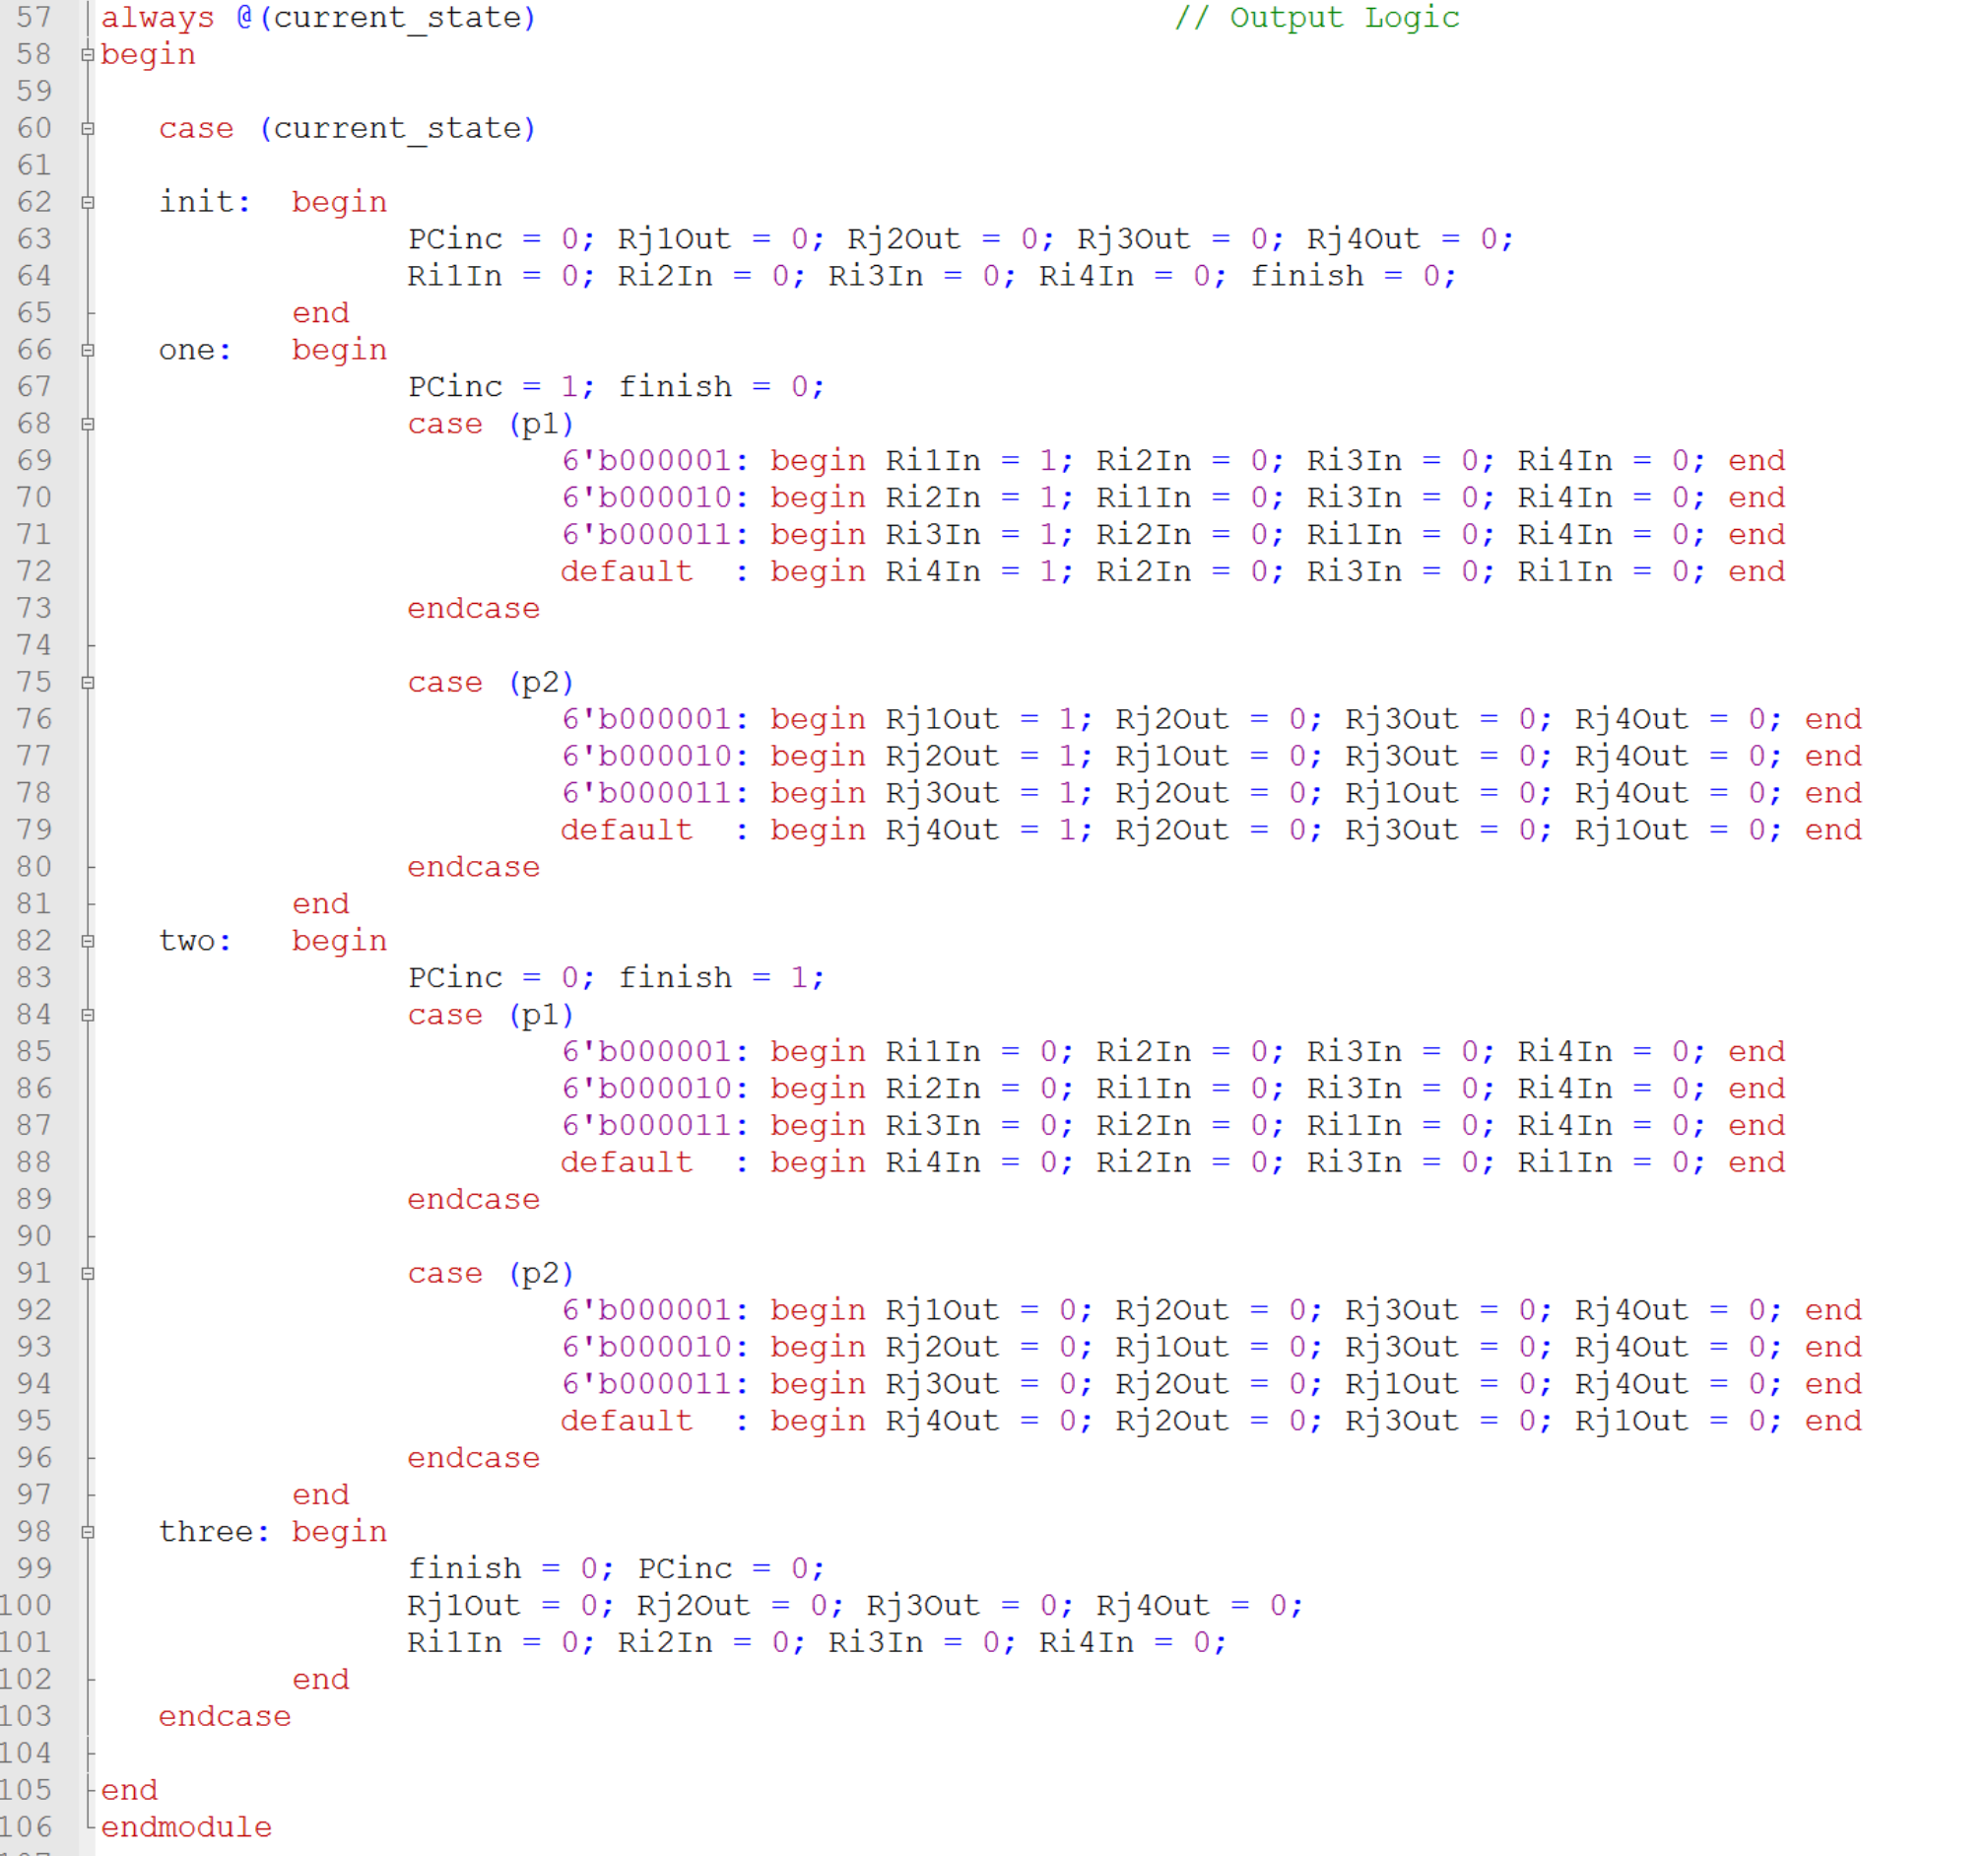 57 always @(current_state) // Output Logic
58 begin
59
60 case (current_state)
61
62 init: begin
63 PCinc = 0; Rj1Out = 0; Rj2Out = 0; Rj3Out = 0; Rj4Out = 0;
64 Ri1In = 0; Ri2In = 0; Ri3In = 0; Ri4In = 0; finish = 0;
65 end
66 one: begin
67 PCinc = 1; finish = 0;
68 case (p1)
69 6'b000001: begin Ri1In = 1; Ri2In = 0; Ri3In = 0; Ri4In = 0; end
70 6'b000010: begin Ri2In = 1; Ri1In = 0; Ri3In = 0; Ri4In = 0; end
71 6'b000011: begin Ri3In = 1; Ri2In = 0; Ri1In = 0; Ri4In = 0; end
72 default : begin Ri4In = 1; Ri2In = 0; Ri3In = 0; Ri1In = 0; end
73 endcase
74
75 case (p2)
76 6'b000001: begin Rj1Out = 1; Rj2Out = 0; Rj3Out = 0; Rj4Out = 0; end
77 6'b000010: begin Rj2Out = 1; Rj1Out = 0; Rj3Out = 0; Rj4Out = 0; end
78 6'b000011: begin Rj3Out = 1; Rj2Out = 0; Rj1Out = 0; Rj4Out = 0; end
79 default : begin Rj4Out = 1; Rj2Out = 0; Rj3Out = 0; Rj1Out = 0; end
80 endcase
81 end
82 two: begin
83 PCinc = 0; finish = 1;
84 case (p1)
85 6'b000001: begin Ri1In = 0; Ri2In = 0; Ri3In = 0; Ri4In = 0; end
86 6'b000010: begin Ri2In = 0; Ri1In = 0; Ri3In = 0; Ri4In = 0; end
87 6'b000011: begin Ri3In = 0; Ri2In = 0; Ri1In = 0; Ri4In = 0; end
88 default : begin Ri4In = 0; Ri2In = 0; Ri3In = 0; Ri1In = 0; end
89 endcase
90
91 case (p2)
92 6'b000001: begin Rj1Out = 0; Rj2Out = 0; Rj3Out = 0; Rj4Out = 0; end
93 6'b000010: begin Rj2Out = 0; Rj1Out = 0; Rj3Out = 0; Rj4Out = 0; end
94 6'b000011: begin Rj3Out = 0; Rj2Out = 0; Rj1Out = 0; Rj4Out = 0; end
95 default : begin Rj4Out = 0; Rj2Out = 0; Rj3Out = 0; Rj1Out = 0; end
96 endcase
97 end
98 three: begin
99 finish = 0; PCinc = 0;
100 Rj1Out = 0; Rj2Out = 0; Rj3Out = 0; Rj4Out = 0;
101 Ri1In = 0; Ri2In = 0; Ri3In = 0; Ri4In = 0;
102 end
103 endcase
104
105 end
106 endmodule